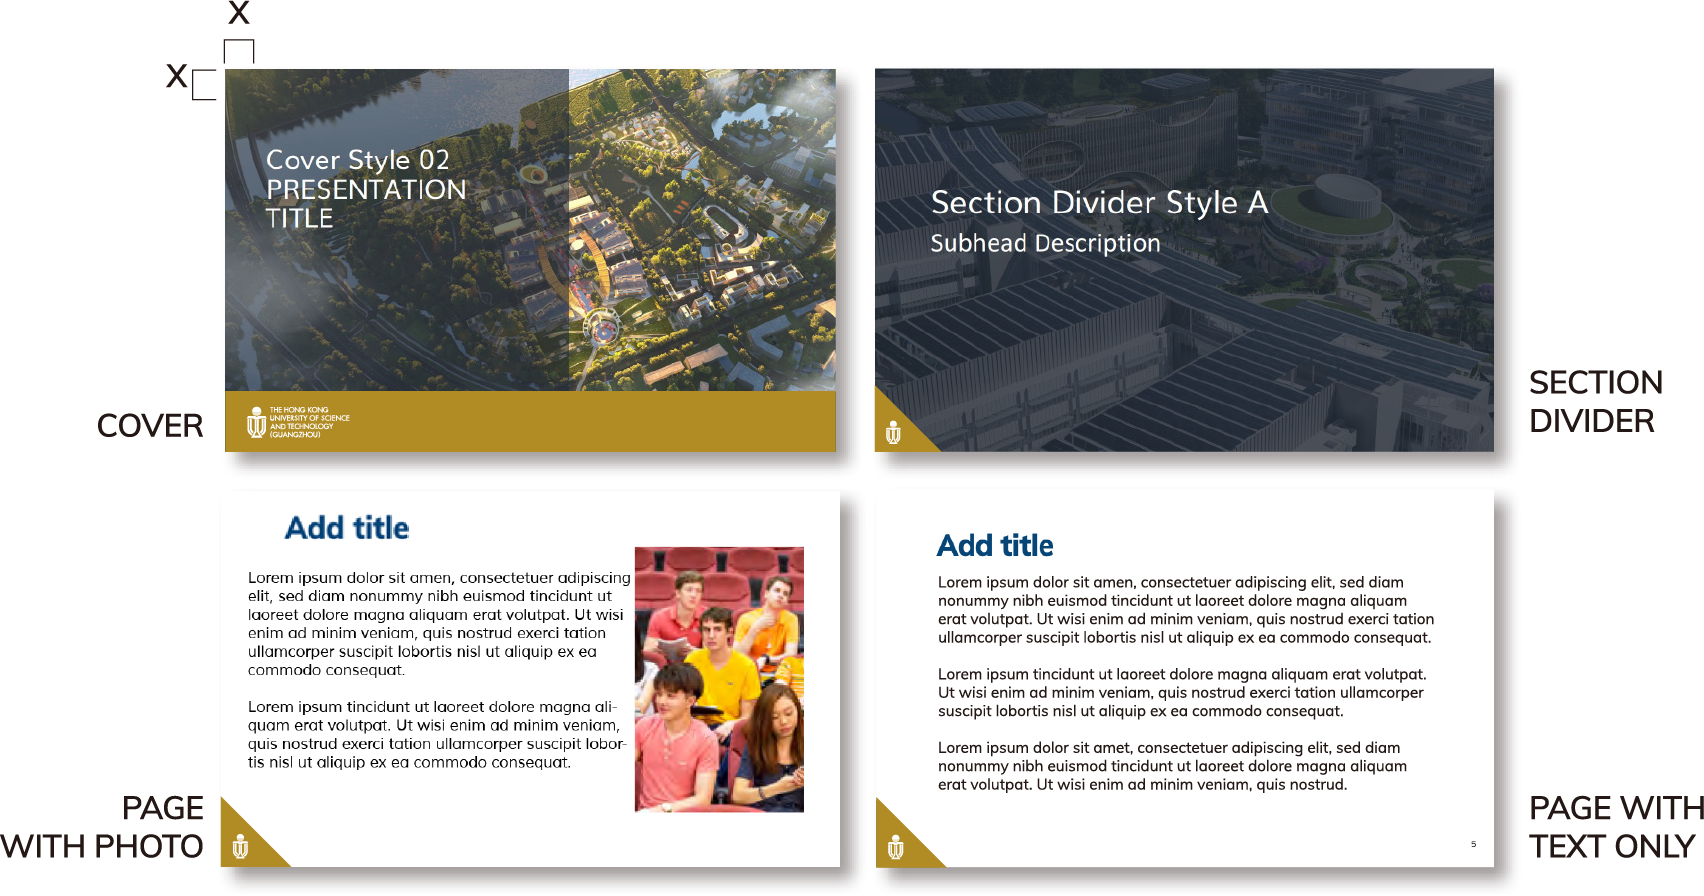 X
X
Cover Style 02
PRESENTATION
TITLE
THE HONG KONG
UNIVERSITY OF SCIENCE
AND TECHNOLOGY
(GUANGZHOU)
COVER
Section Divider Style A
Subhead Description
SECTION
DIVIDER
Add title
Lorem ipsum dolor sit amen, consectetuer adipiscing
elit, sed diam nonummy nibh euismod tincidunt ut
laoreet dolore magna aliquam erat volutpat. Ut wisi
enim ad minim veniam, quis nostrud exerci tation
ullamcorper suscipit lobortis nisl ut aliquip ex ea
commodo consequat.
Lorem ipsum tincidunt ut laoreet dolore magna ali-
quam erat volutpat. Ut wisi enim ad minim veniam,
quis nostrud exerci tation ullamcorper suscipit lobor-
tis nisl ut aliquip ex ea commodo consequat.
PAGE
WITH PHOTO
Add title
Lorem ipsum dolor sit amen, consectetuer adipiscing elit, sed diam
nonummy nibh euismod tincidunt ut laoreet dolore magna aliquam
erat volutpat. Ut wisi enim ad minim veniam, quis nostrud exerci tation
ullamcorper suscipit lobortis nisl ut aliquip ex ea commodo consequat.
Lorem ipsum tincidunt ut laoreet dolore magna aliquam erat volutpat.
Ut wisi enim ad minim veniam, quis nostrud exerci tation ullamcorper
suscipit lobortis nisl ut aliquip ex ea commodo consequat.
Lorem ipsum dolor sit amet, consectetuer adipiscing elit, sed diam
nonummy nibh euismod tincidunt ut laoreet dolore magna aliquam
erat volutpat. Ut wisi enim ad minim veniam, quis nostrud.
5
PAGE WITH
TEXT ONLY